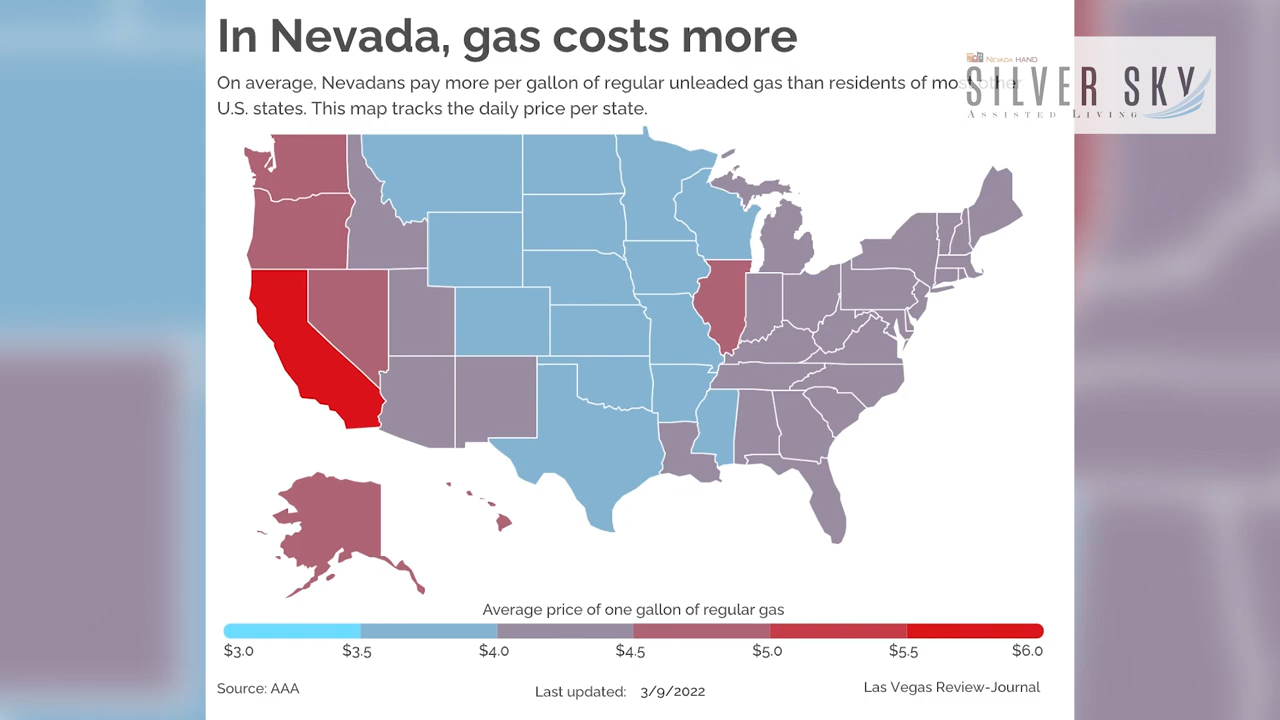 In Nevada, gas costs more
On average, Nevadans pay more per gallon of regular unleaded gas than residents of most other
U.S. states. This map tracks the daily price per state.
NEVADA HAND
SILVER SKY
ASSISTED LIVING
Average price of one gallon of regular gas
$3.0 $3.5 $4.0 $4.5 $5.0 $5.5 $6.0
Source: AAA
Last updated: 3/9/2022
Las Vegas Review-Journal